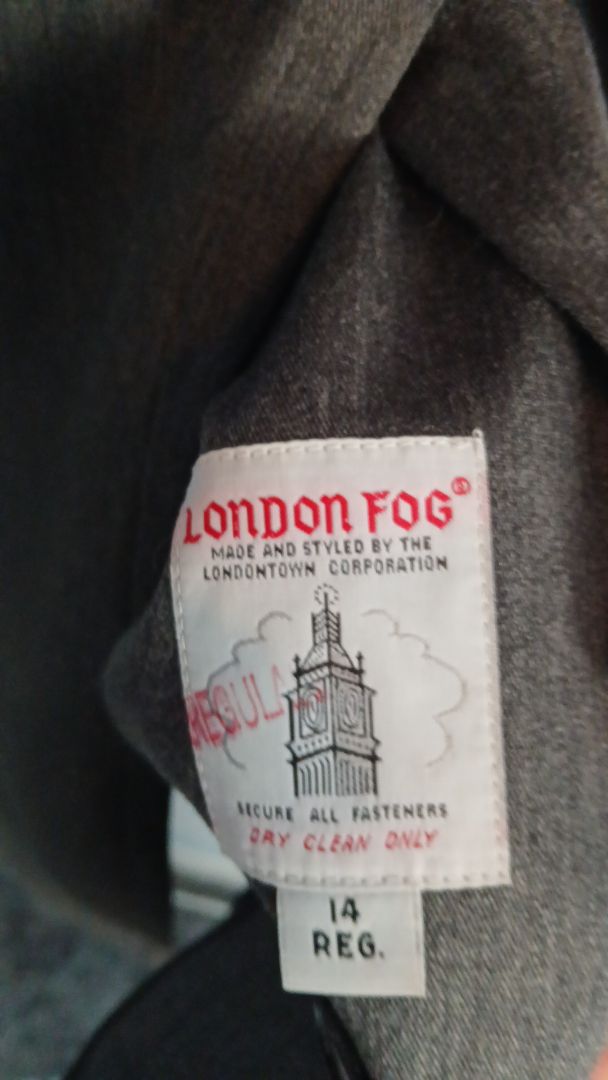 LONDON FOG®
MADE AND STYLED BY THE
LONDONTOWN CORPORATION
SECURE ALL FASTENERS
DRY CLEAN ONLY
14
REG.